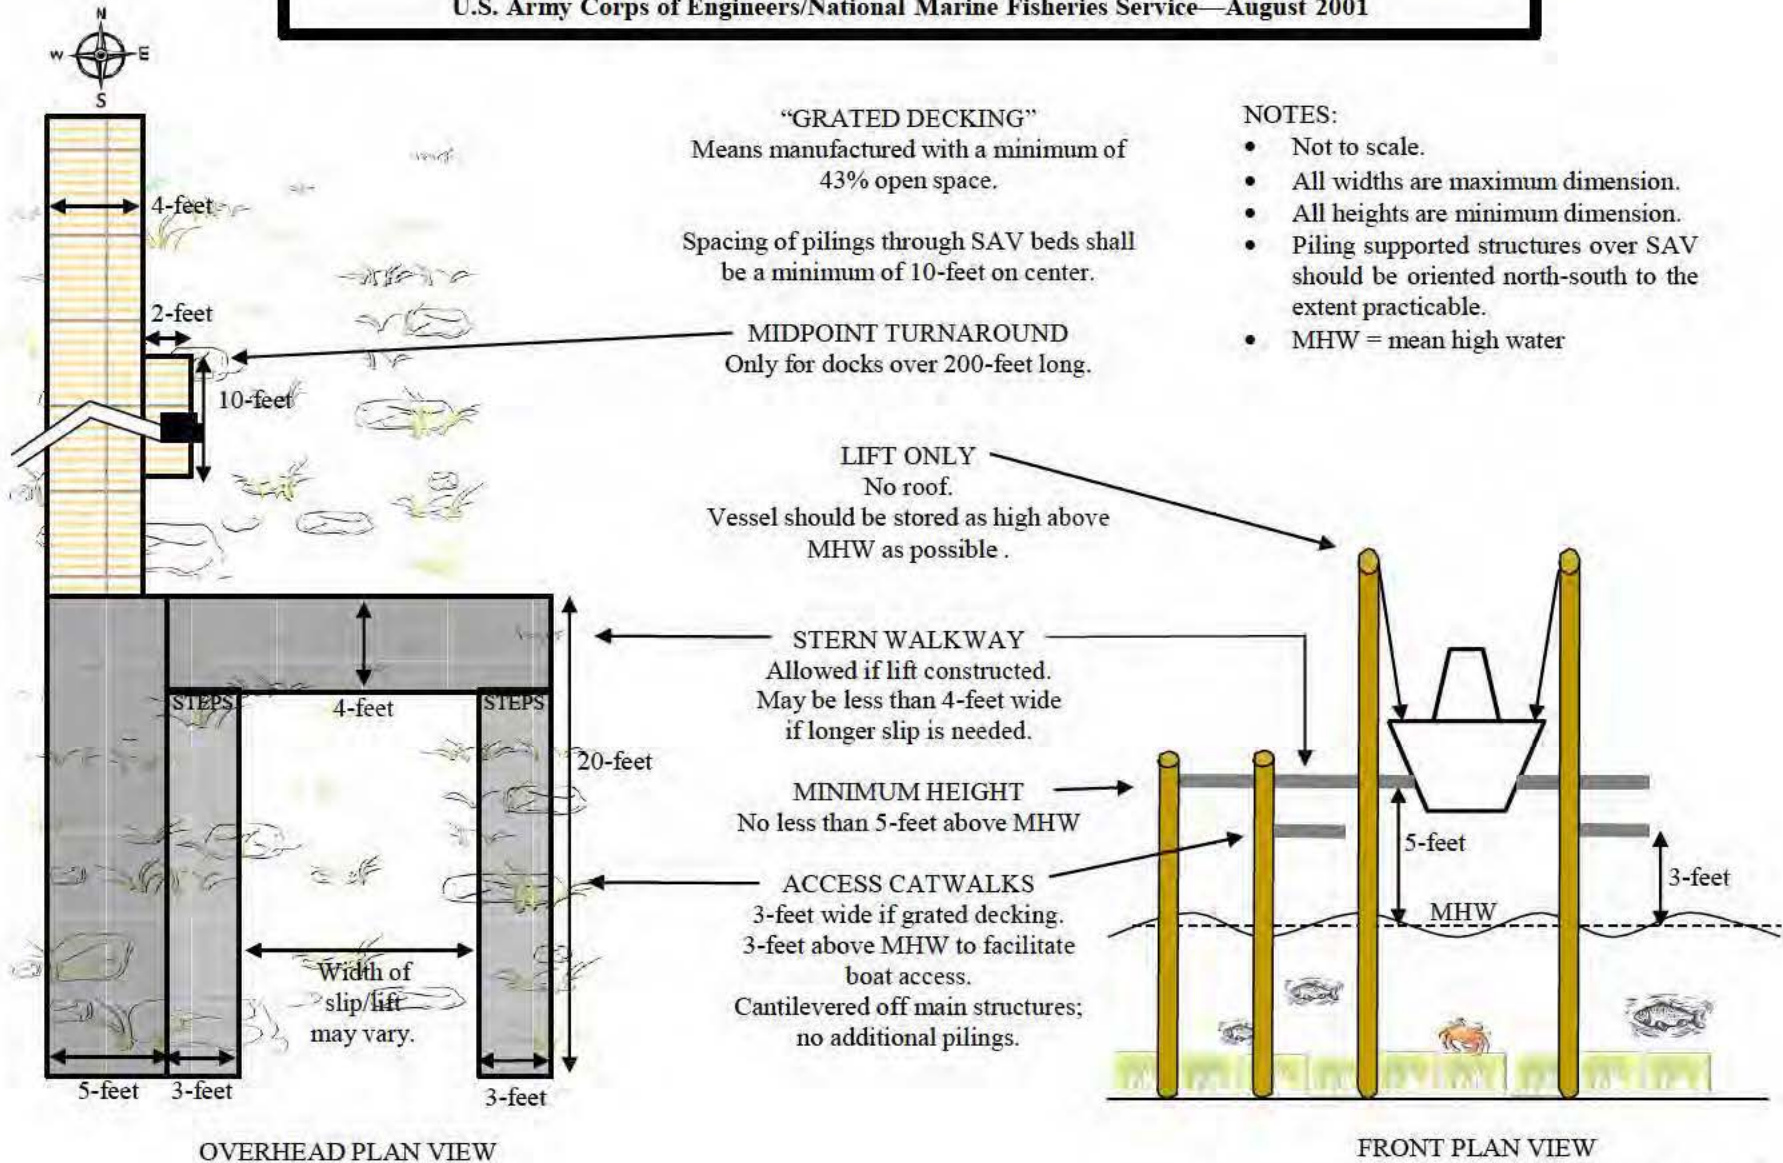 U.S. Army Corps of Engineers/National Marine Fisheries Service—August 2001
N
W
E
S
4-feet
2-feet
10-feet
"GRATED DECKING"
Means manufactured with a minimum of
43% open space.
Spacing of pilings through SAV beds shall
be a minimum of 10-feet on center.
MIDPOINT TURNAROUND
Only for docks over 200-feet long.
NOTES:
• Not to scale.
• All widths are maximum dimension.
• All heights are minimum dimension.
• Piling supported structures over SAV
should be oriented north-south to the
extent practicable.
• MHW = mean high water
LIFT ONLY
No roof.
Vessel should be stored as high above
MHW as possible .
STERN WALKWAY
Allowed if lift constructed.
May be less than 4-feet wide
if longer slip is needed.
MINIMUM HEIGHT
No less than 5-feet above MHW
ACCESS CATWALKS
3-feet wide if grated decking.
3-feet above MHW to facilitate
boat access.
Cantilevered off main structures;
no additional pilings.
STEPS
4-feet
STEPS
20-feet
Width of
slip/lift
may vary.
5-feet
3-feet
3-feet
OVERHEAD PLAN VIEW
5-feet
3-feet
MHW
FRONT PLAN VIEW